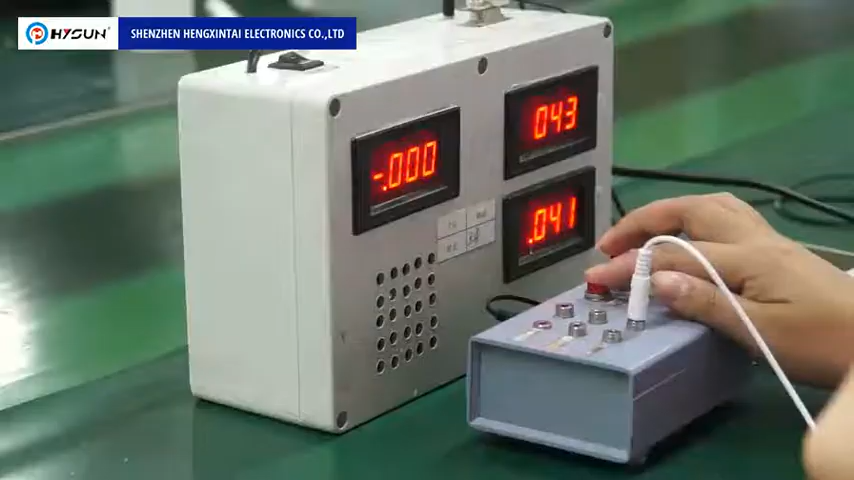 HYSUN
SHENZHEN HENGXINTAI ELECTRONICS CO.,LTD
-.000
.043
.041